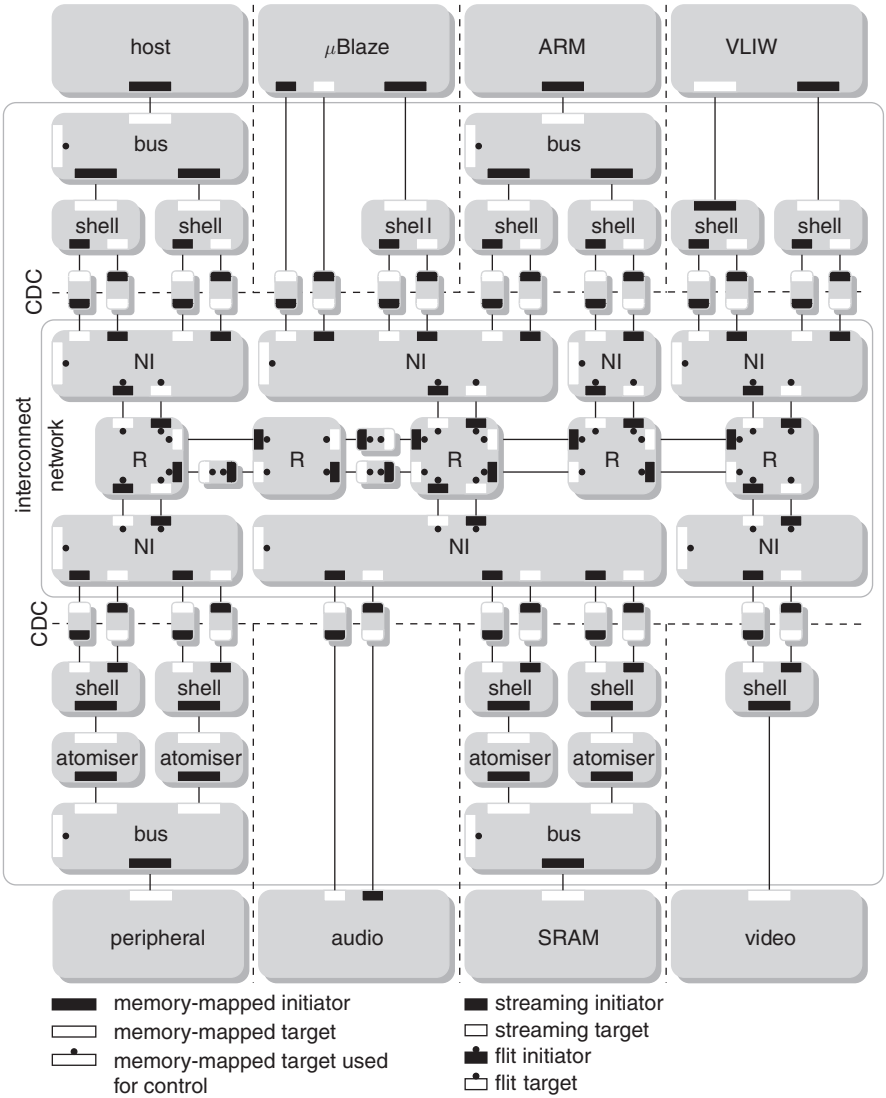 host
μBlaze
ARM
VLIW
bus
bus
shell
shell
shell
shell
shell
shell
shell
CDC
NI
NI
NI
NI
interconnect
network
R
R
R
R
R
NI
NI
NI
CDC
shell
shell
shell
shell
shell
atomiser
atomiser
atomiser
atomiser
bus
bus
peripheral
audio
SRAM
video
memory-mapped initiator
memory-mapped target
memory-mapped target used
for control
streaming initiator
streaming target
flit initiator
flit target